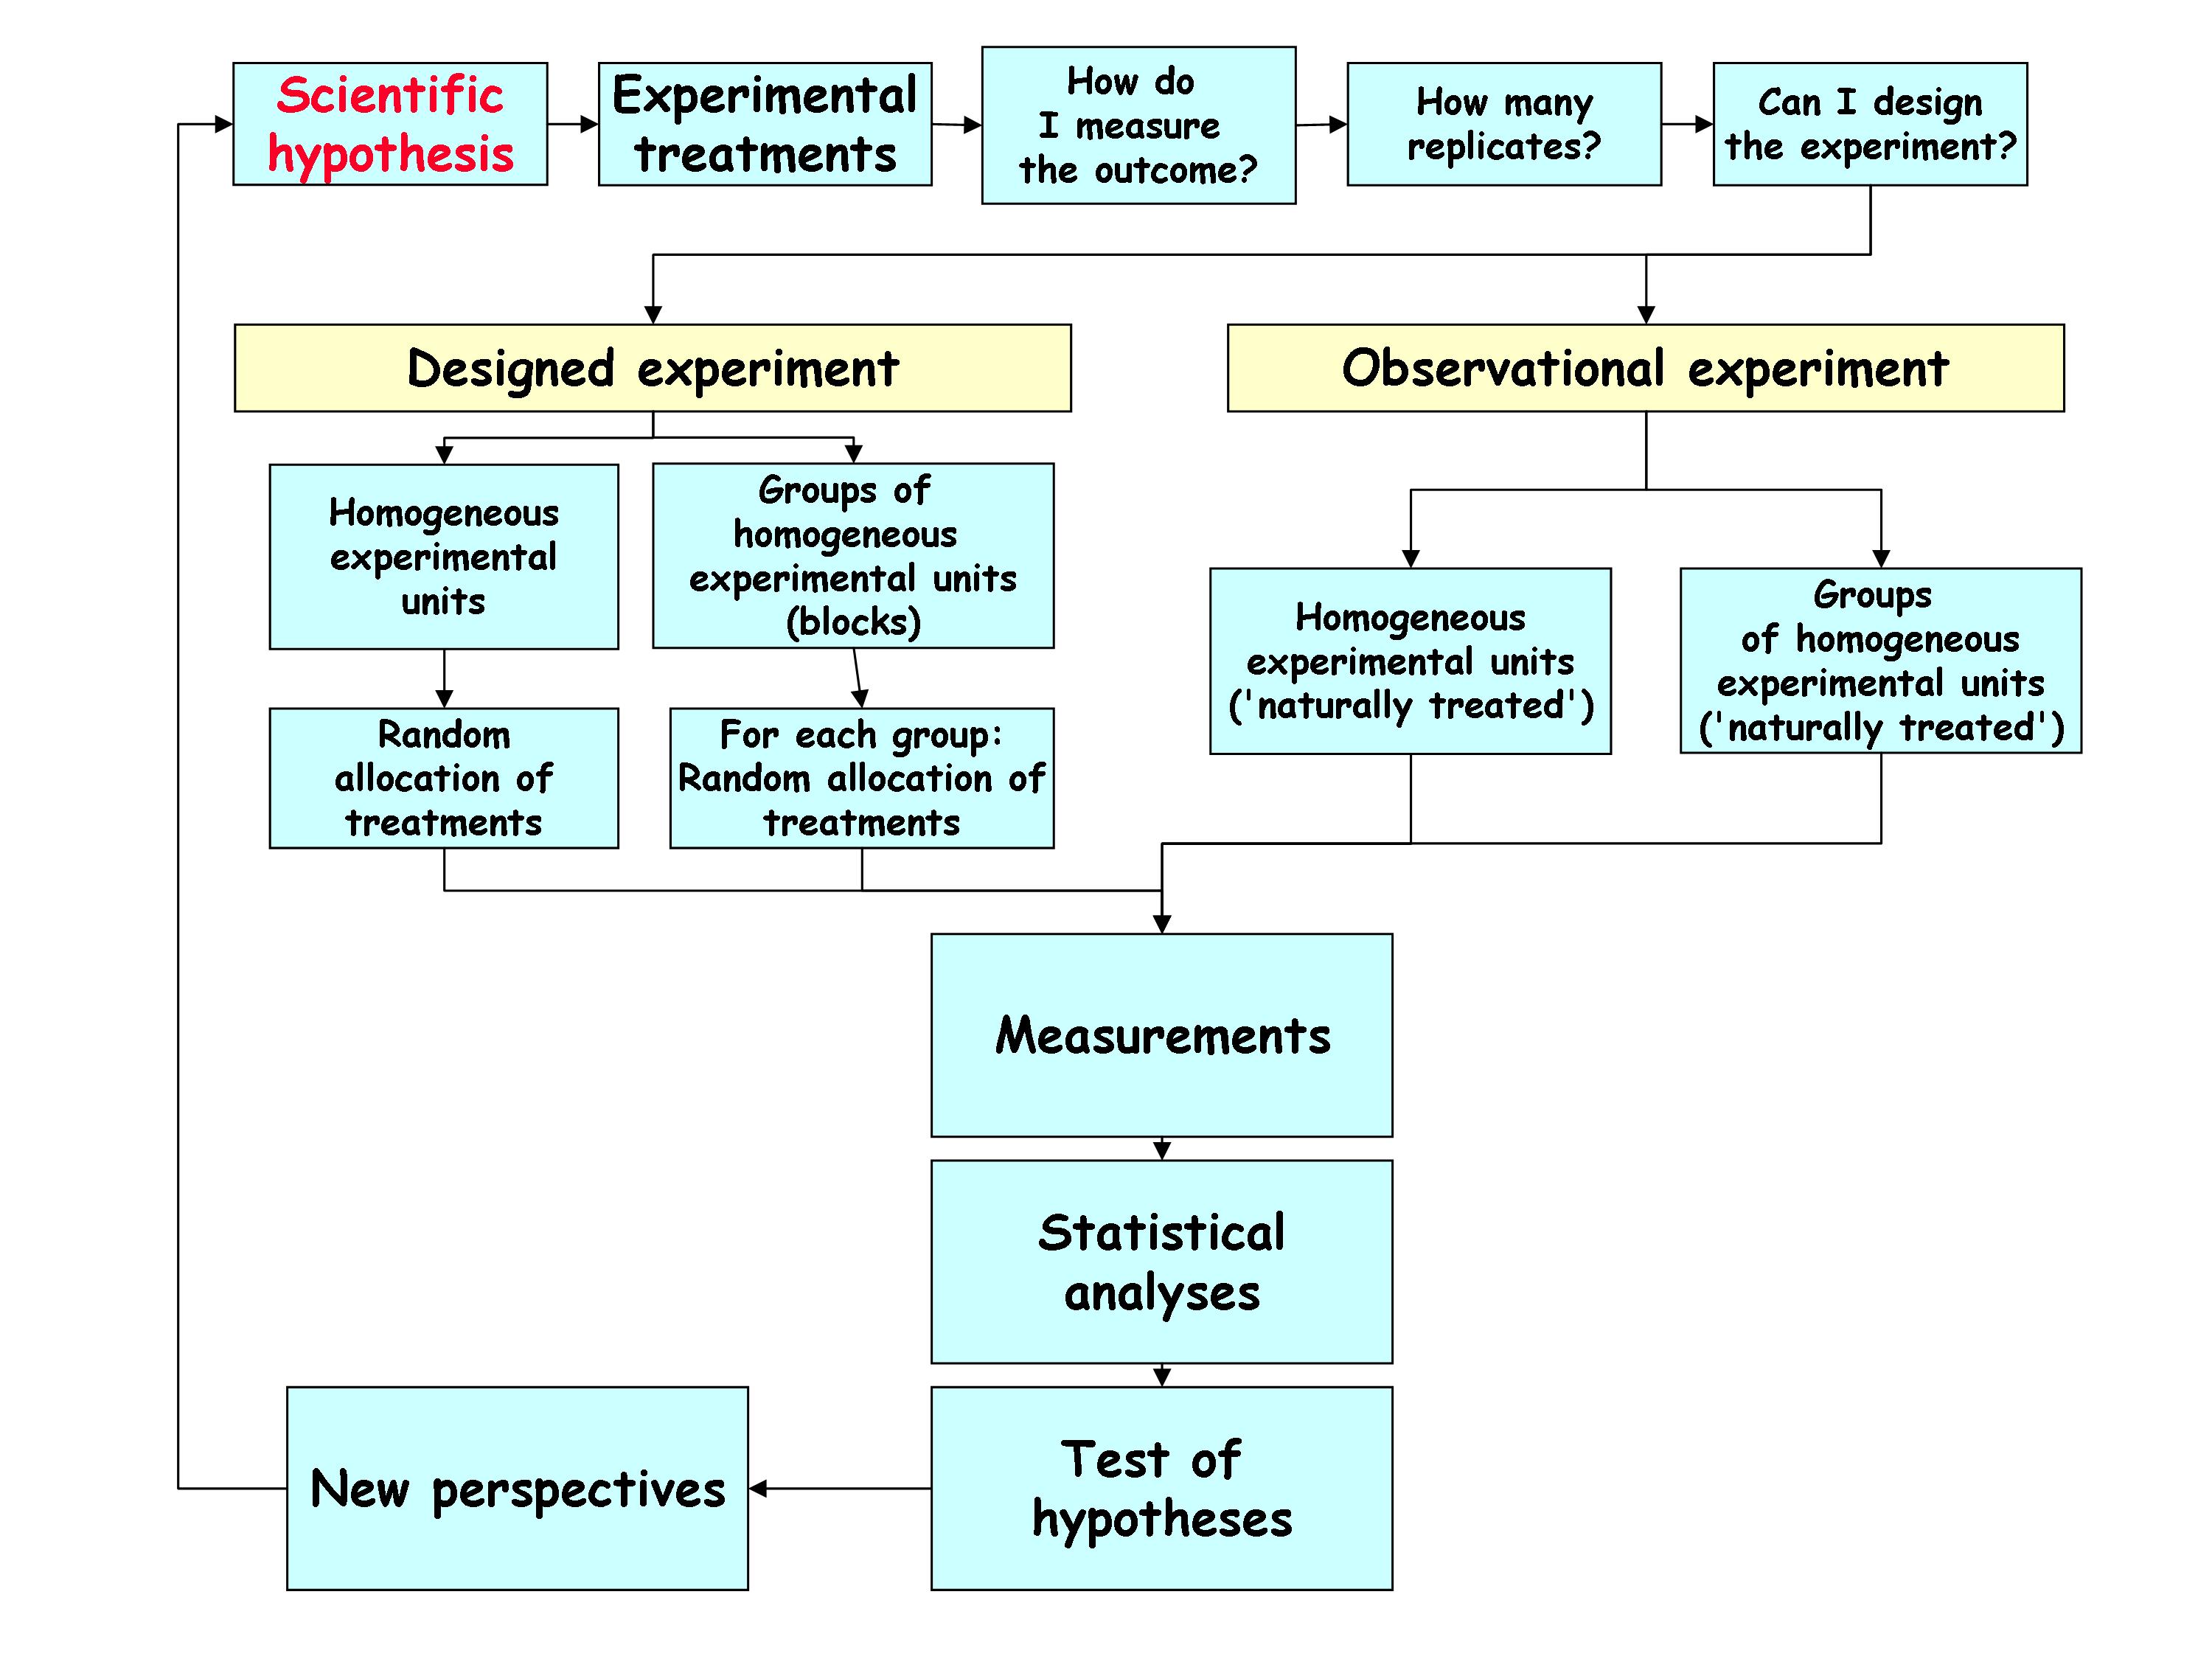 Scientific
hypothesis
Experimental
treatments
How do
I measure
the outcome?
How many
replicates?
Can I design
the experiment?
Designed experiment
Observational experiment
Homogeneous
experimental
units
Groups of
homogeneous
experimental units
(blocks)
Homogeneous
experimental units
('naturally treated')
Groups
of homogeneous
experimental units
('naturally treated')
Random
allocation of
treatments
For each group:
Random allocation of
treatments
Measurements
Statistical
analyses
Test of
hypotheses
New perspectives